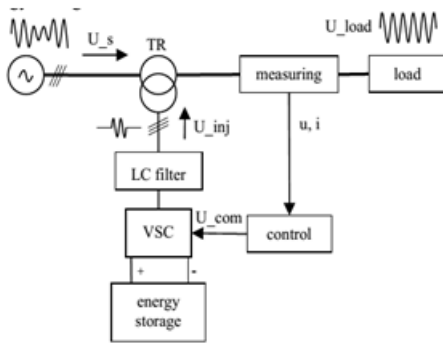 U_s
TR
U_load
measuring
load
U_inj
u, i
LC filter
U_com
VSC
control
+ -
energy
storage